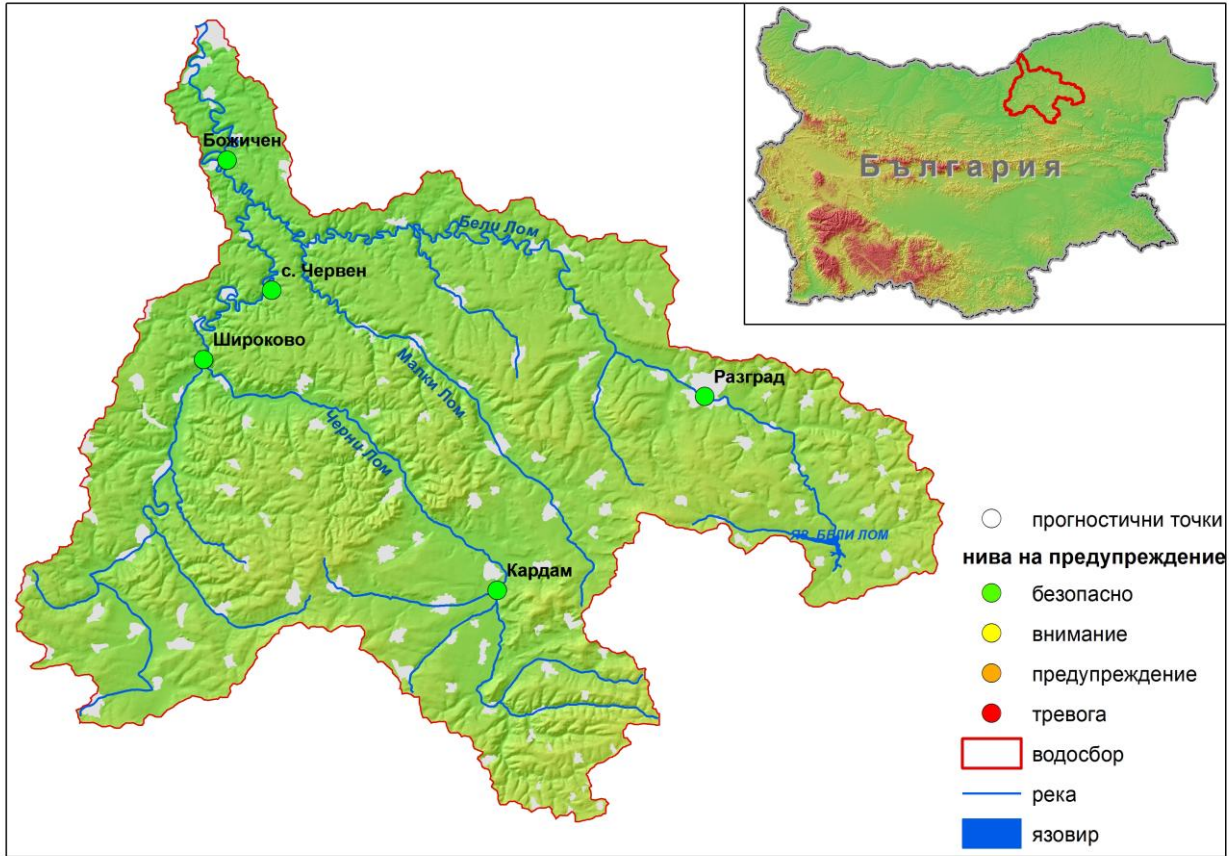 България
Божичен
Бели Лом
с. Червен
Широково
Малки Лом
Разград
Черни Лом
яз. БЕЛИ ЛОМ
Кардам
прогностични точки
нива на предупреждение
безопасно
внимание
предупреждение
тревога
водосбор
река
язовир